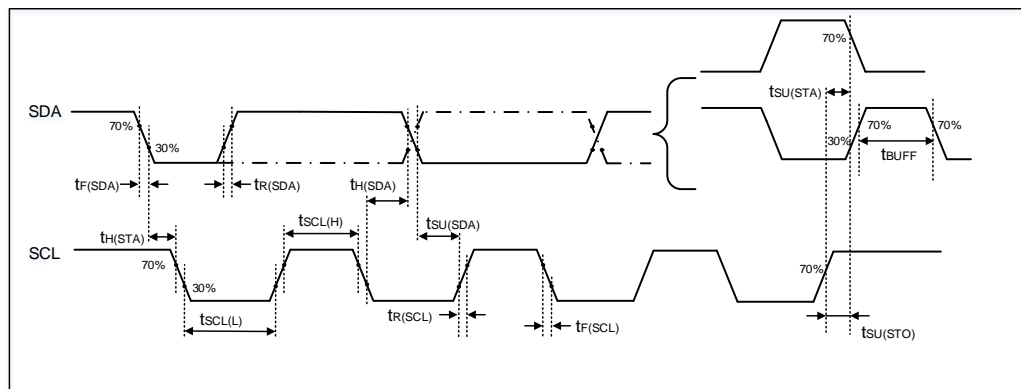 70%
tSU(STA)
SDA
70%
30%
30%
70%
70%
tBUFF
tF(SDA)
tR(SDA)
tH(SDA)
tSCL(H)
tSU(SDA)
tH(STA)
SCL
70%
30%
70%
tSCL(L)
tR(SCL)
tF(SCL)
tSU(STO)